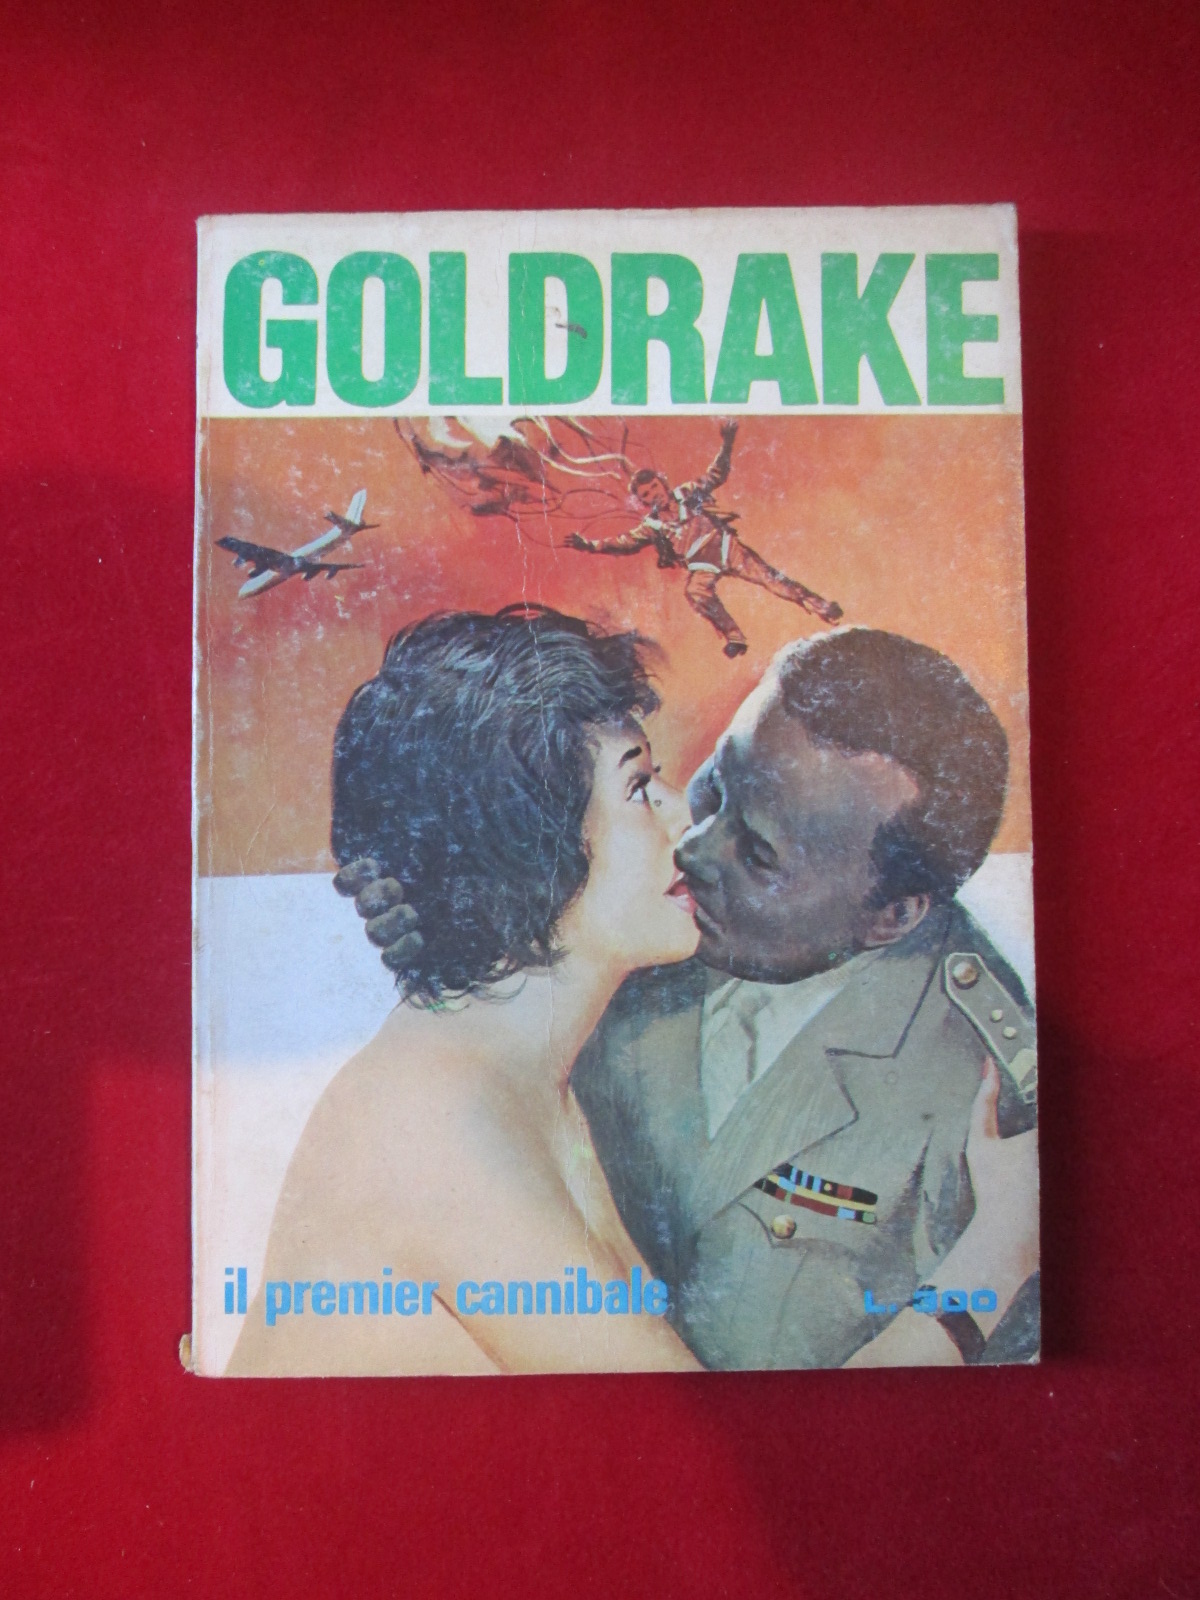 GOLDRAKE
il premier cannibale
L. 300